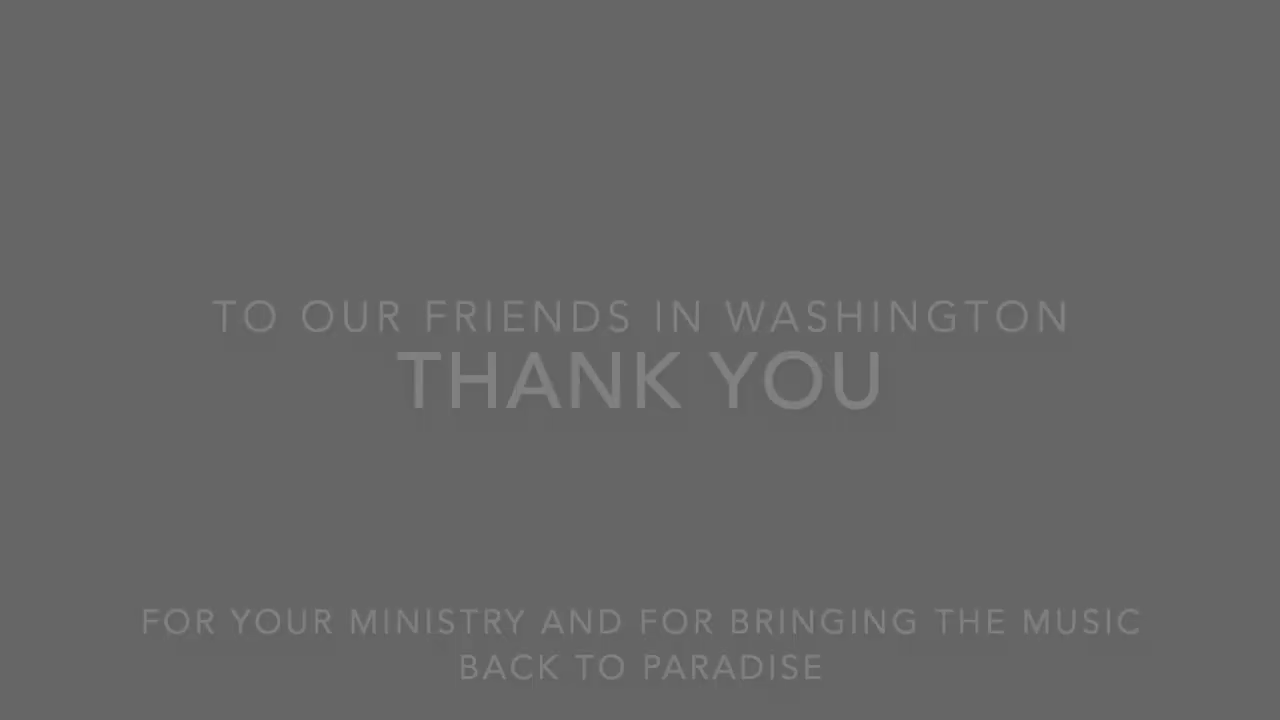 TO OUR FRIENDS IN WASHINGTON
THANK YOU
FOR YOUR MINISTRY AND FOR BRINGING THE MUSIC
BACK TO PARADISE